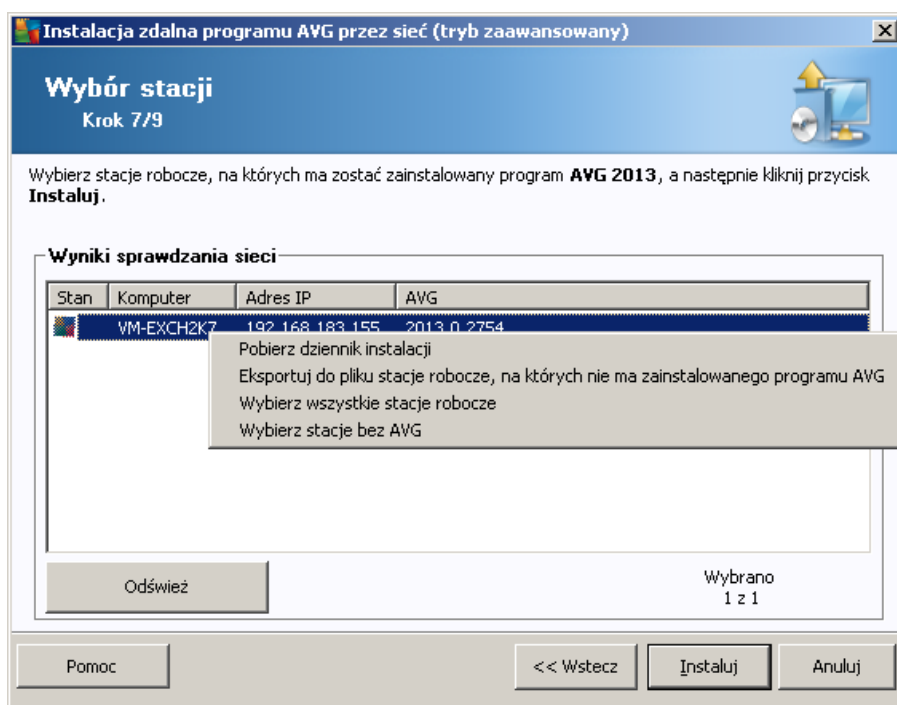 Instalacja zdalna programu AVG przez sieć (tryb zaawansowany)
Wybór stacji
Krok 7/9
Wybierz stacje robocze, na których ma zostać zainstalowany program AVG 2013, a następnie kliknij przycisk
Instaluj.
Wyniki sprawdzania sieci
Stan Komputer Adres IP AVG
VM-EXCH2K7 192.168.183.155 2013.0.2754
Pobierz dziennik instalacji
Eksportuj do pliku stacje robocze, na których nie ma zainstalowanego programu AVG
Wybierz wszystkie stacje robocze
Wybierz stacje bez AVG
Odśwież
Wybrano
1 z 1
Pomoc << Wstecz Instaluj Anuluj